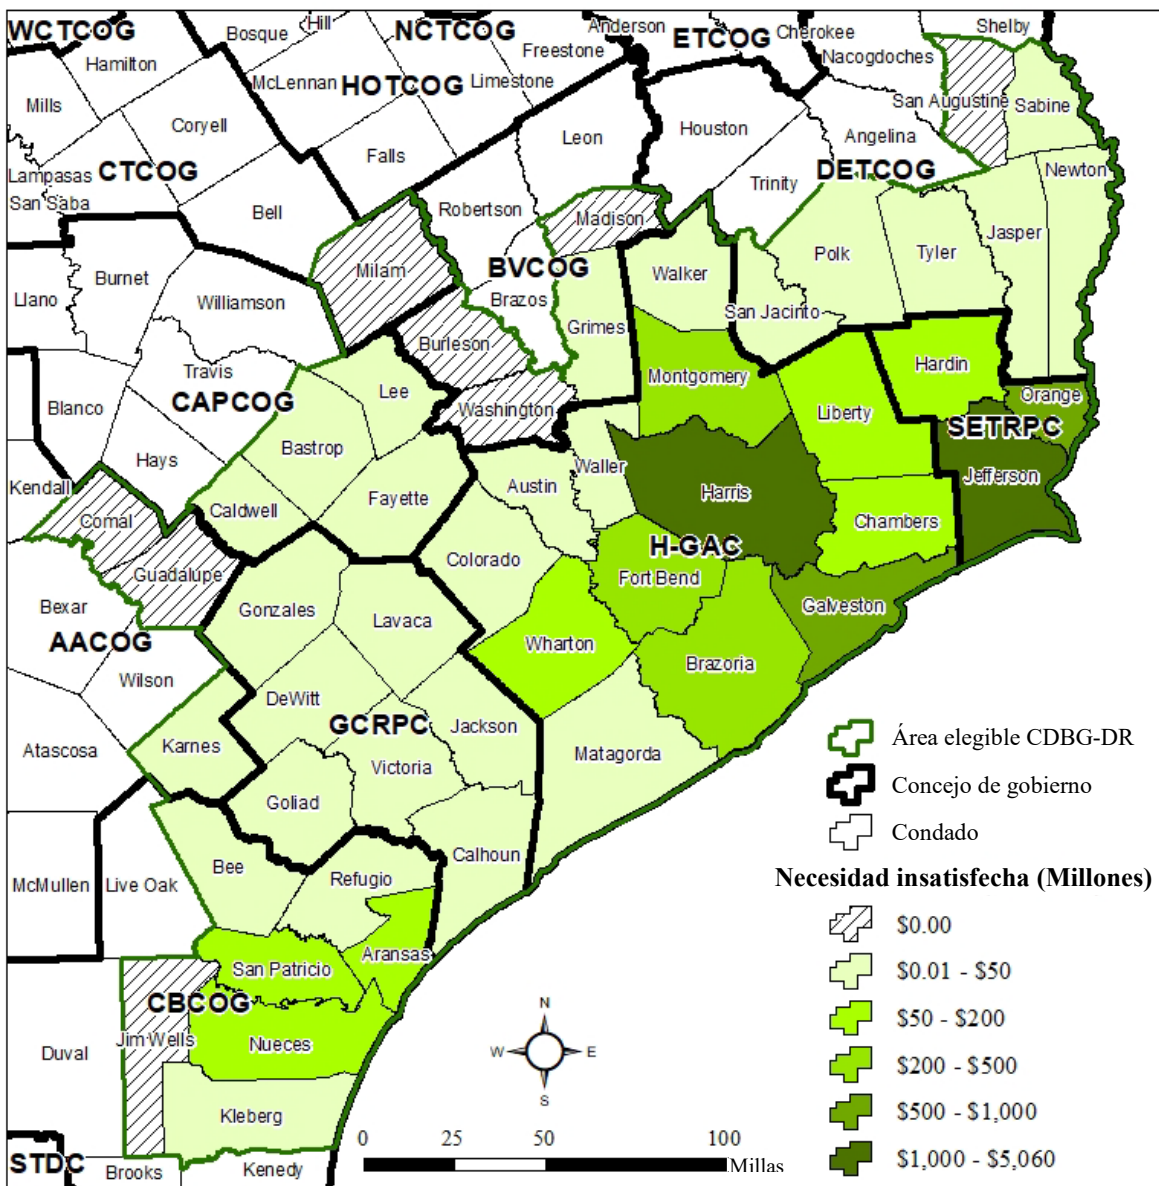 WCTCOG
Bosque
Hill
NCTCOG
Anderson
ETCOG
Cherokee
Shelby
Hamilton
Freestone
Nacogdoches
McLennan
HOTCOG
Limestone
Mills
San Augustine
Sabine
Coryell
Leon
Houston
Angelina
Falls
Lampasas
CTCOG
DETCOG
Newton
San Saba
Bell
Robertson
Trinity
Madison
Jasper
Burnet
Milam
BVCOG
Walker
Polk
Tyler
Llano
Williamson
Brazos
San Jacinto
Grimes
Burleson
Travis
Hardin
Montgomery
Lee
Orange
Blanco
CAPCOG
Washington
Liberty
SETRPC
Bastrop
Hays
Waller
Jefferson
Kendall
Austin
Harris
Fayette
Caldwell
Comal
Chambers
H-GAC
Colorado
Guadalupe
Fort Bend
Bexar
Gonzales
Galveston
Lavaca
AACOG
Wharton
Brazoria
Wilson
DeWitt
GCRPC
Jackson
Karnes
Atascosa
Victoria
Matagorda
Goliad
Calhoun
Bee
Refugio
McMullen
Live Oak
Aransas
San Patricio
CBCOG
Jim Wells
Duval
Nueces
Kleberg
STDC
Brooks
Kenedy
N
W
E
S
0
25
50
100
Millas
Área elegible CDBG-DR
Concejo de gobierno
Condado
Necesidad insatisfecha (Millones)
$0.00
$0.01 - $50
$50 - $200
$200 - $500
$500 - $1,000
$1,000 - $5,060